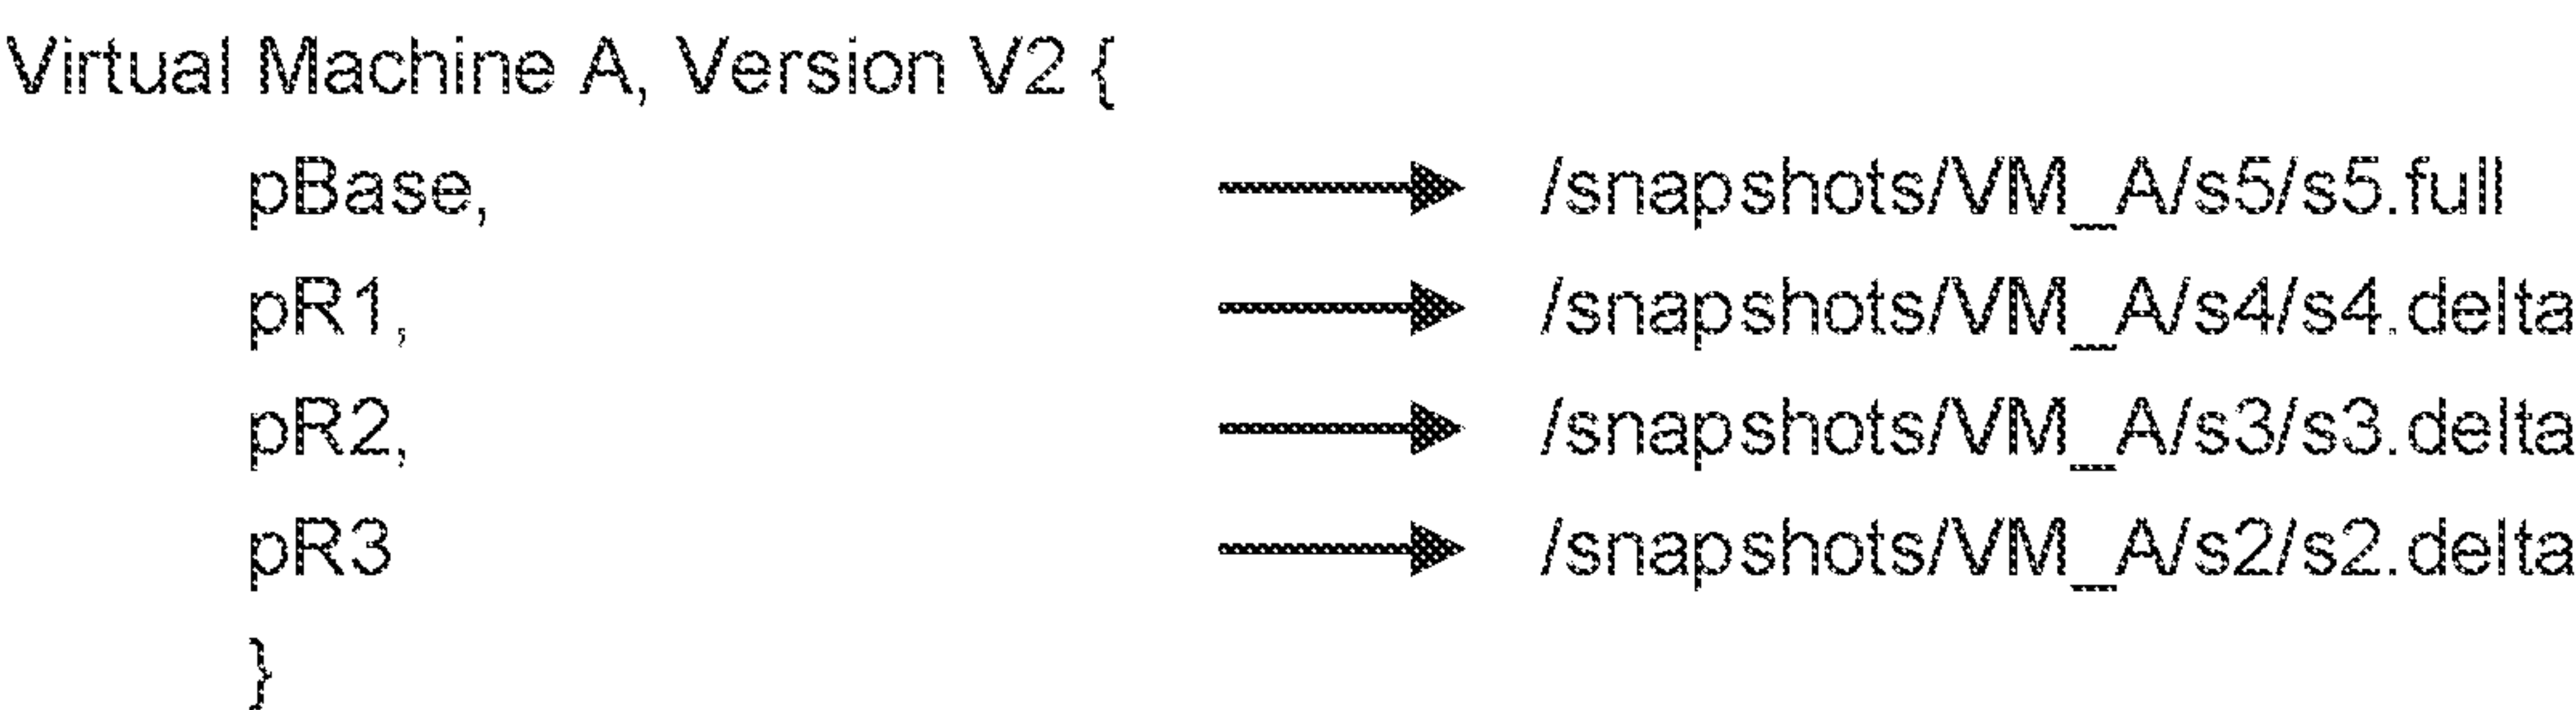 Virtual Machine A, Version V2 {
pBase, /snapshots/VM_A/s5/s5.full
pR1, /snapshots/VM_A/s4/s4.delta
pR2, /snapshots/VM_A/s3/s3.delta
pR3 /snapshots/VM_A/s2/s2.delta
}